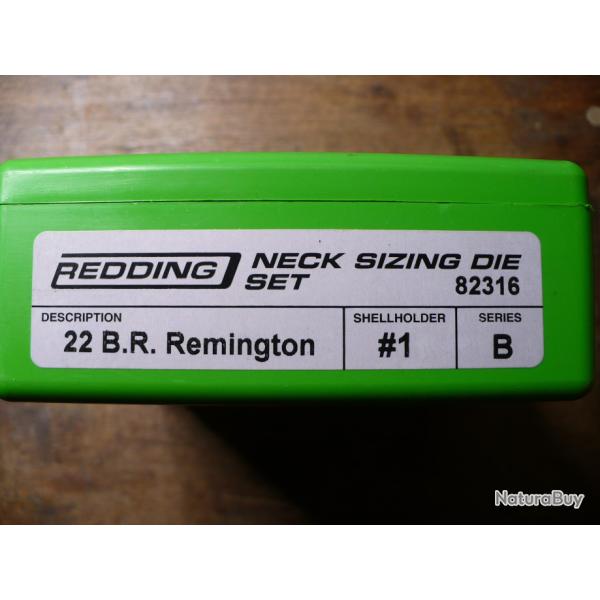 REDDING NECK SIZING DIE
SET 82316
DESCRIPTION SHELLHOLDER SERIES
22 B.R. Remington #1 B
NaturaBuy